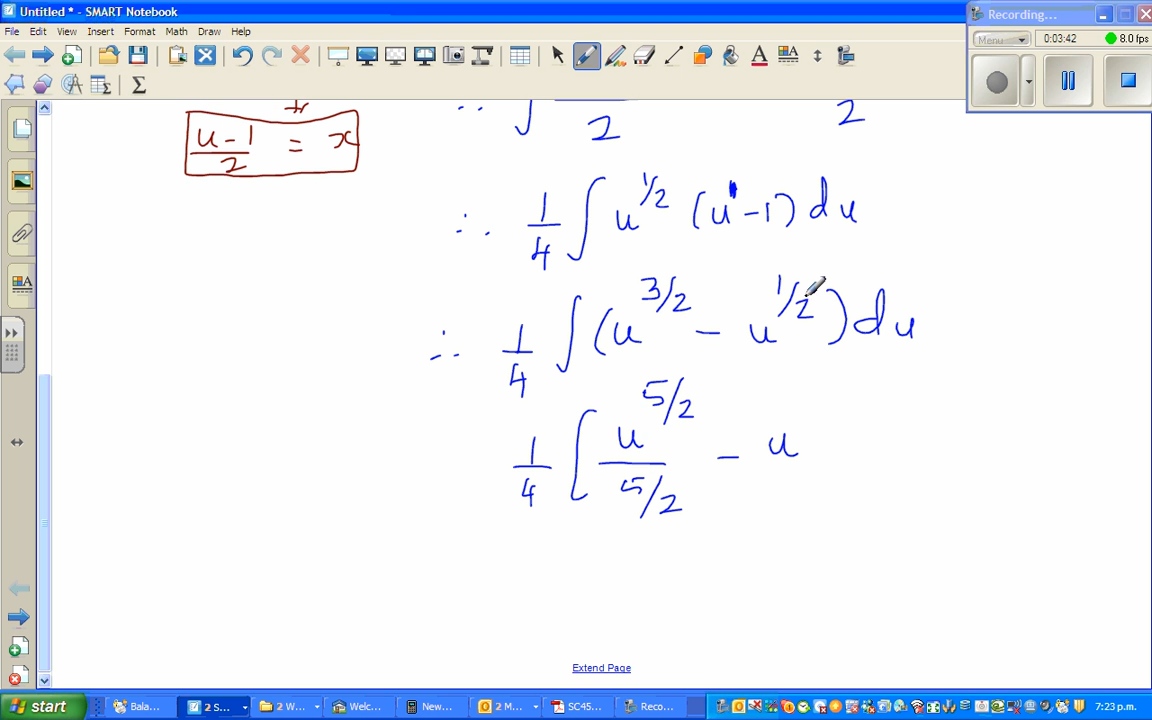 Untitled * - SMART Notebook
Recording...
File Edit View Insert Format Math Draw Help
Menu
0:03:42 8.0 fps
∴ ∫ 2 2
(u-1)/2 = x
∴ 1/4 ∫ u^1/2 (u^1 - 1) du
∴ 1/4 ∫ (u^3/2 - u^1/2) du
1/4 [ u^5/2 / 5/2 - u
Extend Page
start Bala... 2 S... 2 W... Welc... New... 2 M... SC45... Reco... 7:23 p.m.